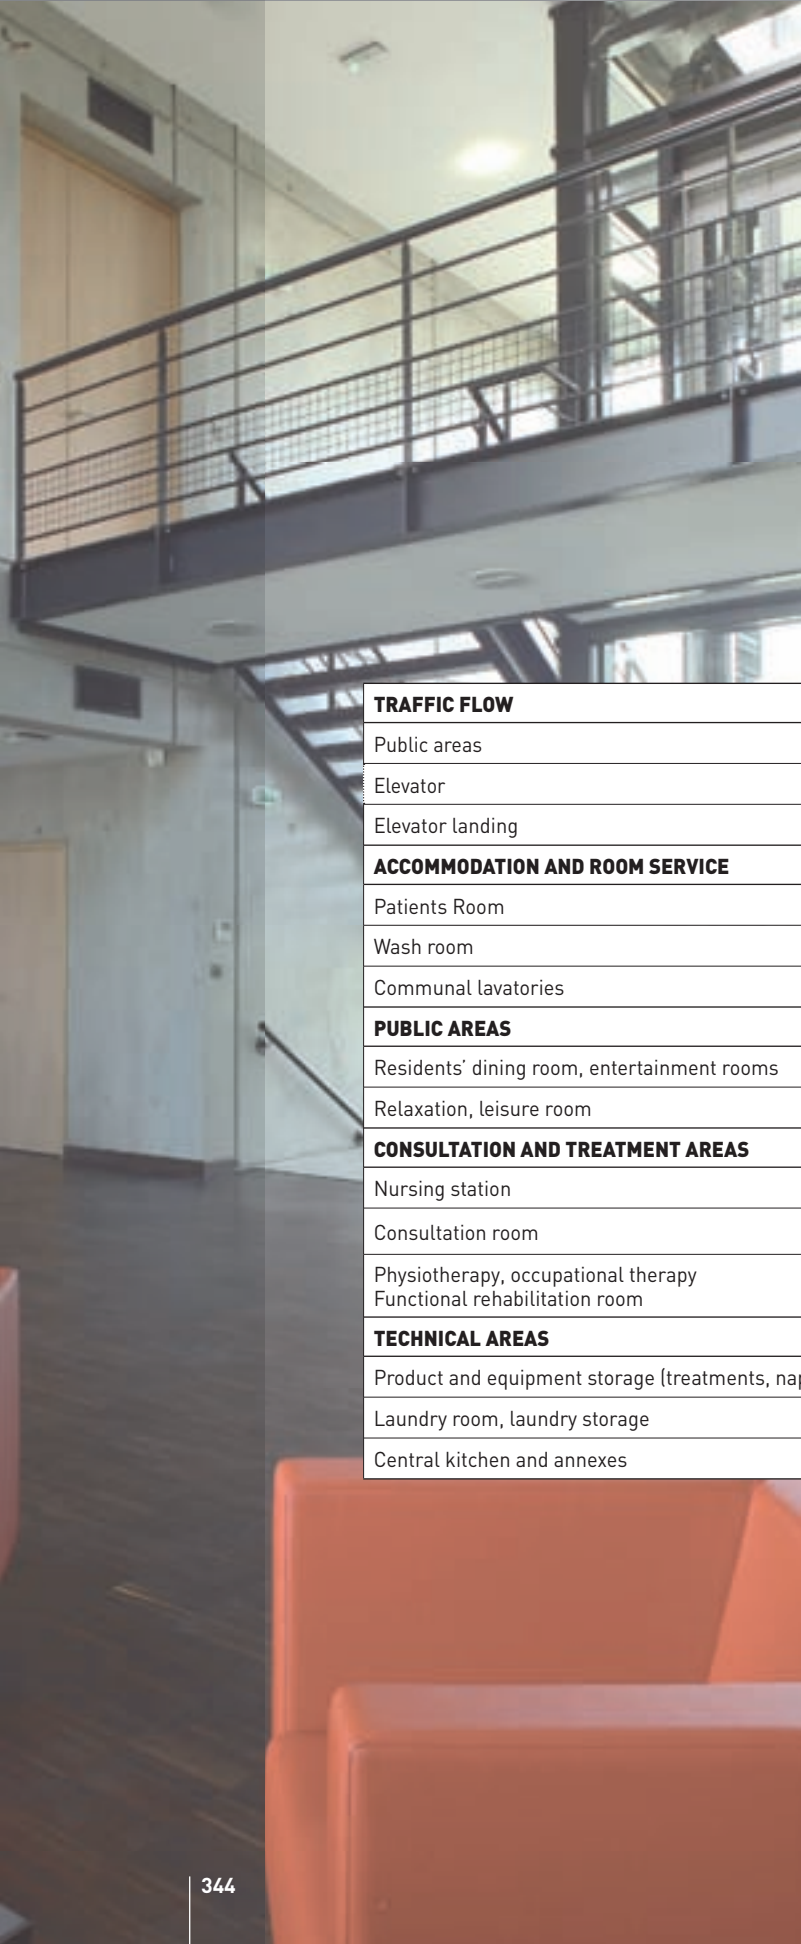 TRAFFIC FLOW
Public areas
Elevator
Elevator landing
ACCOMMODATION AND ROOM SERVICE
Patients Room
Wash room
Communal lavatories
PUBLIC AREAS
Residents’ dining room, entertainment rooms
Relaxation, leisure room
CONSULTATION AND TREATMENT AREAS
Nursing station
Consultation room
Physiotherapy, occupational therapy
Functional rehabilitation room
TECHNICAL AREAS
Product and equipment storage (treatments,
Laundry room, laundry storage
Central kitchen and annexes
344